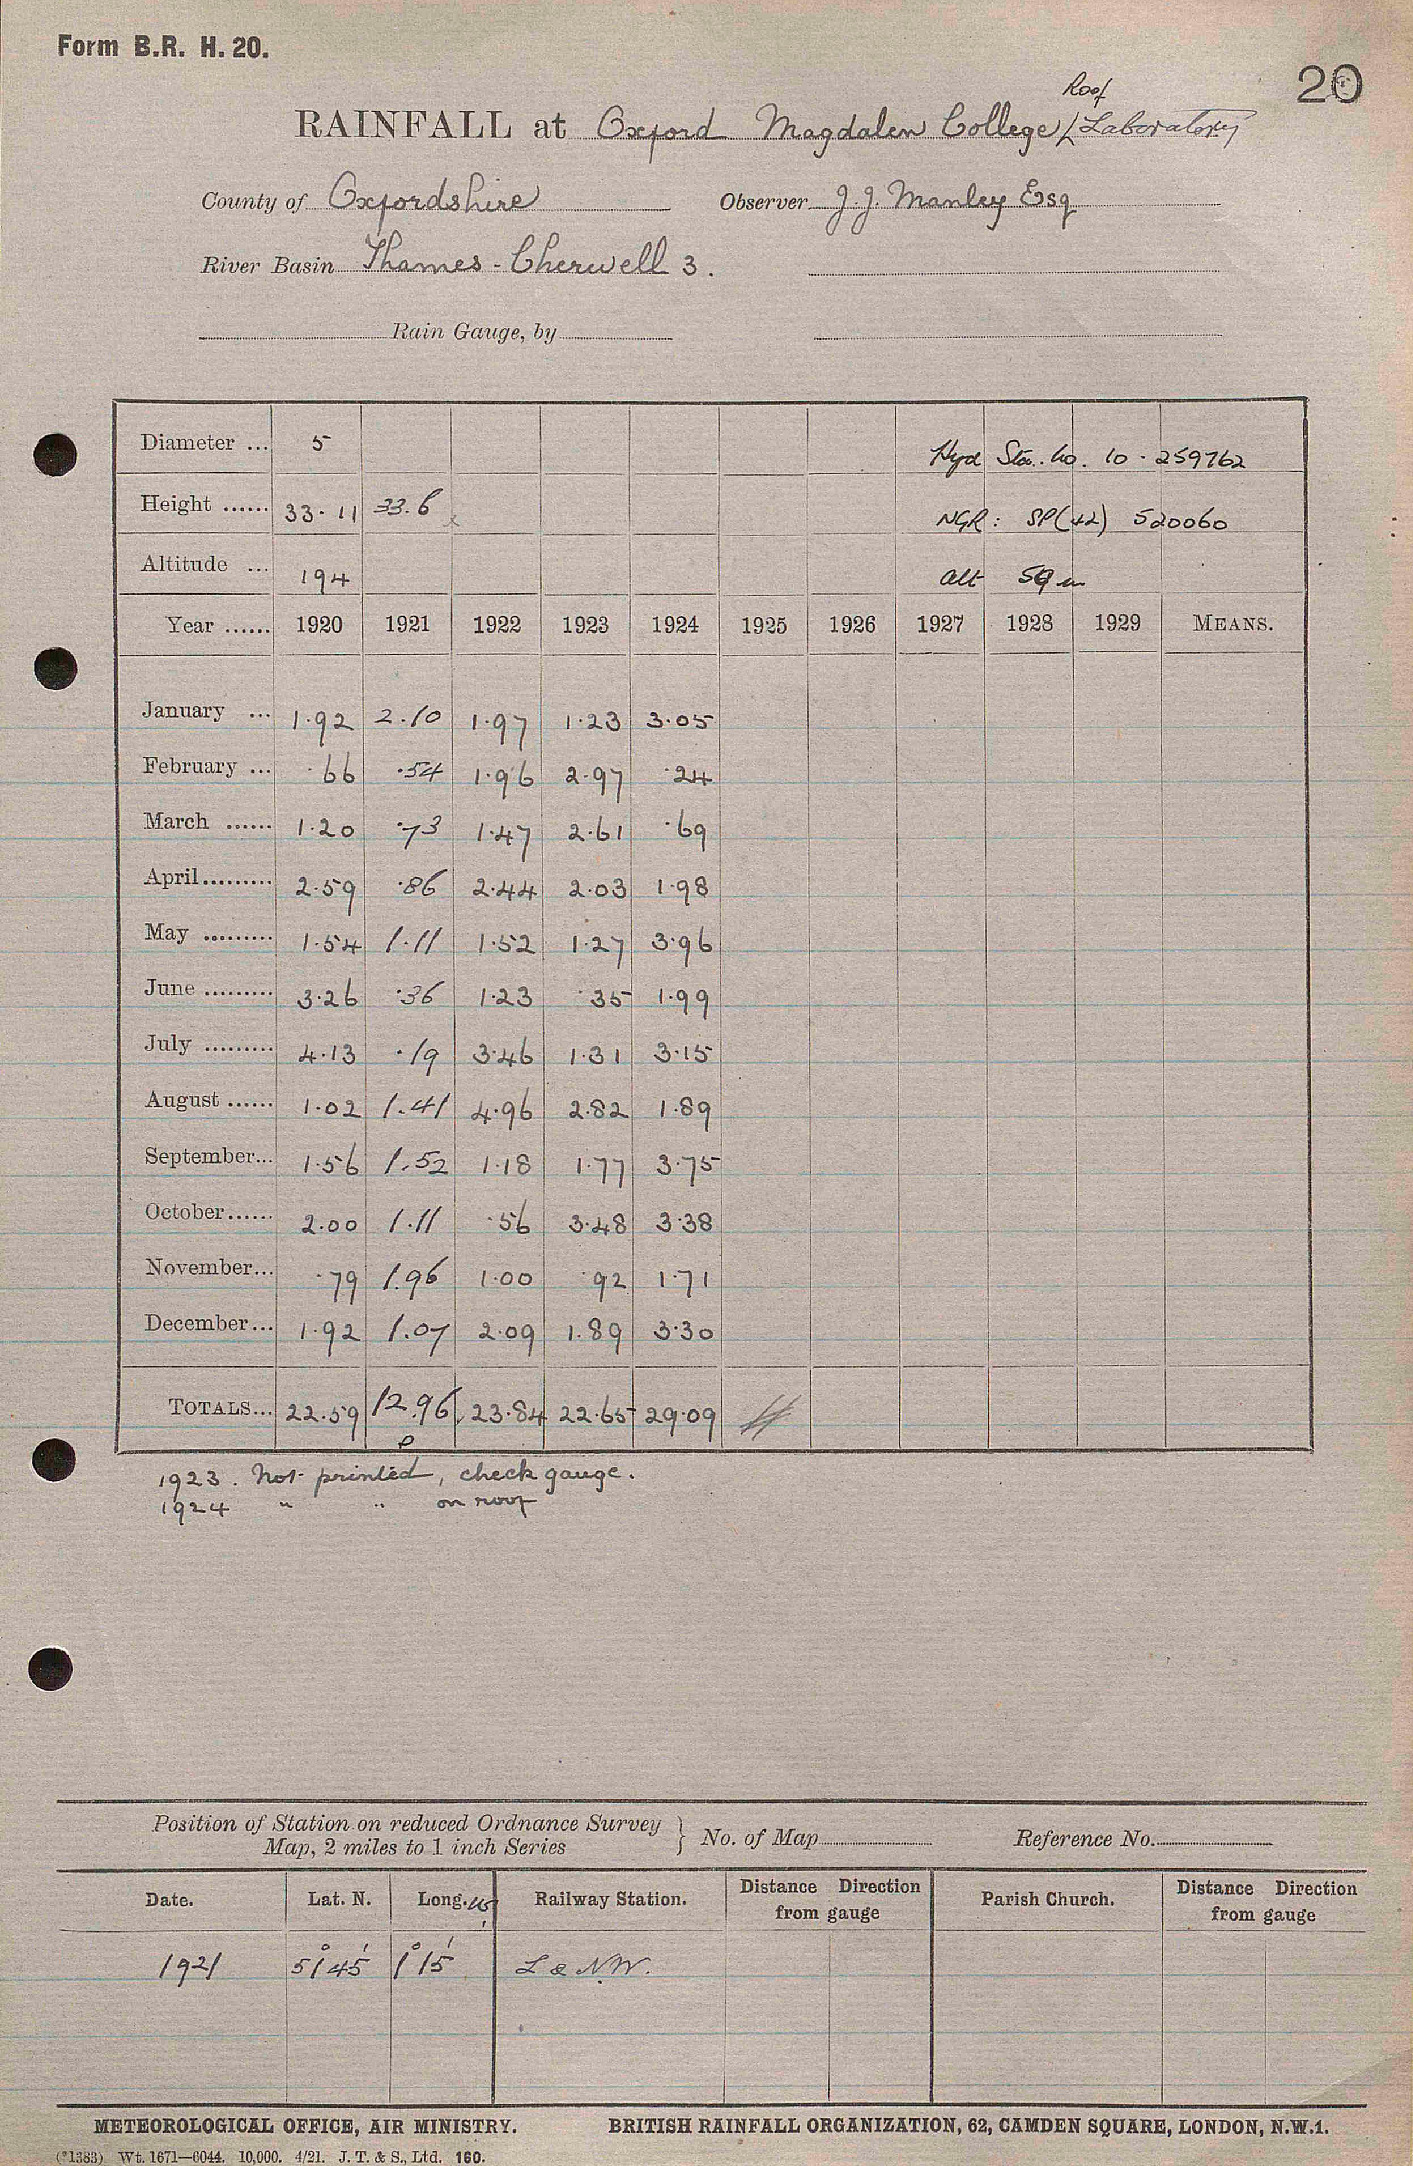 Form B.R. H. 20.
20
Roof
RAINFALL at Oxford Magdalen College / Laboratory
County of Oxfordshire Observer J. J. Manley Esq
River Basin Thames - Cherwell 3.
Rain Gauge, by
Diameter ... 5 Hyd Sta. No. 10 - 259762
Height ...... 33·11 33.6 NGR: SP(42) 520060
Altitude ... 194 alt 59 m
Year ...... 1920 1921 1922 1923 1924 1925 1926 1927 1928 1929 MEANS.
January ... 1·92 2.10 1·97 1·23 3·05
February ... ·66 ·54 1·96 2·97 ·24
March ...... 1·20 ·73 1·47 2·61 ·69
April......... 2·59 ·86 2·44 2·03 1·98
May ......... 1·54 1·11 1·52 1·27 3·96
June ......... 3·26 ·36 1·23 ·35 1·99
July ......... 4·13 ·19 3·46 1·31 3·15
August ...... 1·02 1.41 4·96 2·82 1·89
September... 1·56 1.52 1·18 1·77 3·75
October...... 2·00 1.11 ·56 3·48 3·38
November... ·79 1.96 1·00 ·92 1·71
December... 1·92 1.07 2·09 1·89 3·30
TOTALS... 22·59 12.96 23·84 22·65 29·09
1923. Not printed, check gauge.
1924 " " on roof
Position of Station on reduced Ordnance Survey
Map, 2 miles to 1 inch Series } No. of Map Reference No.
Date. Lat. N. Long. W Railway Station. Distance Direction from gauge Parish Church. Distance Direction from gauge
1921 51° 45' 1° 15' L & N.W.
METEOROLOGICAL OFFICE, AIR MINISTRY. BRITISH RAINFALL ORGANIZATION, 62, CAMDEN SQUARE, LONDON, N.W.1.
(*1383) Wt. 1671—6044. 10,000. 4/21. J. T. & S., Ltd. 160.